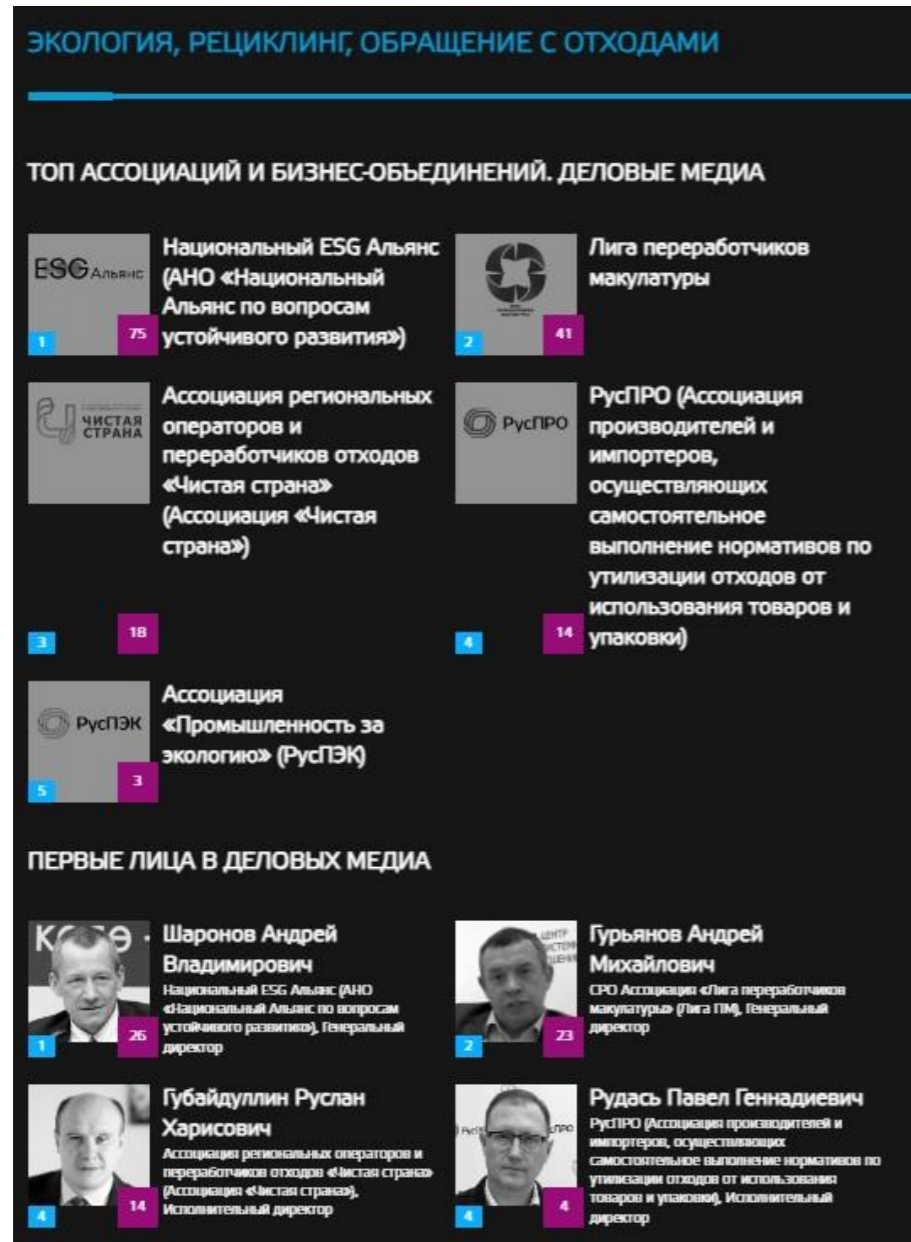 ЭКОЛОГИЯ, РЕЦИКЛИНГ, ОБРАЩЕНИЕ С ОТХОДАМИ
ТОП АССОЦИАЦИЙ И БИЗНЕС-ОБЪЕДИНЕНИЙ. ДЕЛОВЫЕ МЕДИА
ESG АЛЬЯНС
1
75
Национальный ESG Альянс
(АНО «Национальный
Альянс по вопросам
устойчивого развития»)
2
41
Лига переработчиков
макулатуры
ЧИСТАЯ
СТРАНА
3
18
Ассоциация региональных
операторов и
переработчиков отходов
«Чистая страна»
(Ассоциация «Чистая
страна»)
РусПРО
4
14
РусПРО (Ассоциация
производителей и
импортеров,
осуществляющих
самостоятельное
выполнение нормативов по
утилизации отходов от
использования товаров и
упаковки)
РусПЭК
5
3
Ассоциация
«Промышленность за
экологию» (РусПЭК)
ПЕРВЫЕ ЛИЦА В ДЕЛОВЫХ МЕДИА
1
26
Шаронов Андрей
Владимирович
Национальный ESG Альянс (АНО
«Национальный Альянс по вопросам
устойчивого развития»), Генеральный
директор
2
23
Гурьянов Андрей
Михайлович
СРО Ассоциация «Лига переработчиков
макулатуры» (Лига ПМ), Генеральный
директор
4
14
Губайдуллин Руслан
Харисович
Ассоциация региональных операторов и
переработчиков отходов «Чистая страна»
(Ассоциация «Чистая страна»),
Исполнительный директор
4
4
Рудась Павел Геннадиевич
РусПРО (Ассоциация производителей и
импортеров, осуществляющих
самостоятельное выполнение нормативов по
утилизации отходов от использования
товаров и упаковки), Исполнительный
директор